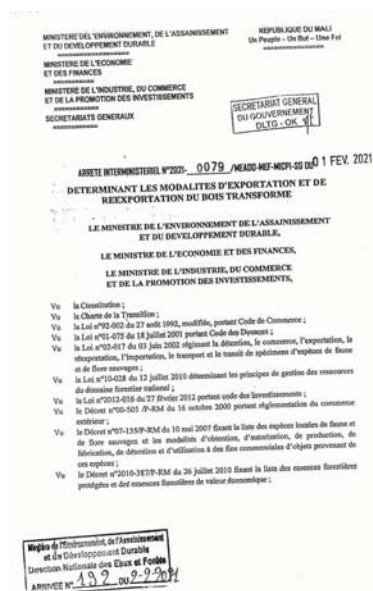 MINISTERE DE L'ENVIRONNEMENT, DE L'ASSAINISSEMENT
ET DU DEVELOPPEMENT DURABLE
MINISTERE DE L'ECONOMIE
ET DES FINANCES
MINISTERE DE L'INDUSTRIE, DU COMMERCE
ET DE LA PROMOTION DES INVESTISSEMENTS
SECRETARIATS GENERAUX
REPUBLIQUE DU MALI
Un Peuple – Un But – Une Foi
SECRETARIAT GENERAL
DU GOUVERNEMENT
DLTG - OK
ARRETE INTERMINISTERIEL N°2021- 0079 /MEADD-MEF-MICPI-SG DU 01 FEV. 2021
DETERMINANT LES MODALITES D'EXPORTATION ET DE
REEXPORTATION DU BOIS TRANSFORME
LE MINISTRE DE L'ENVIRONNEMENT DE L'ASSAINISSEMENT
ET DU DEVELOPPEMENT DURABLE,
LE MINISTRE DE L'ECONOMIE ET DES FINANCES,
LE MINISTRE DE L'INDUSTRIE, DU COMMERCE
ET DE LA PROMOTION DES INVESTISSEMENTS,
Vu la Constitution ;
Vu la Charte de la Transition ;
Vu la Loi n°92-002 du 27 août 1992, modifiée, portant Code de Commerce ;
Vu la Loi n°01-075 du 18 juillet 2001 portant Code des Douanes ;
Vu la Loi n°02-017 du 03 juin 2002 régissant la détention, le commerce, l'exportation, la
réexportation, l'importation, le transport et le transit de spécimens d'espèces de faune
et de flore sauvages ;
Vu la Loi n°10-028 du 12 juillet 2010 déterminant les principes de gestion des ressources
du domaine forestier national ;
Vu la Loi n°2012-016 du 27 février 2012 portant code des Investissements ;
Vu le Décret n°00-505 /P-RM du 16 octobre 2000 portant réglementation du commerce
extérieur ;
Vu le Décret n°07-155/P-RM du 10 mai 2007 fixant la liste des espèces locales de faune et
de flore sauvages et les modalités d'obtention, d'autorisation, de production, de
fabrication, de détention et d'utilisation à des fins commerciales d'objets provenant de
ces espèces ;
Vu le Décret n°2010-387/P-RM du 26 juillet 2010 fixant la liste des essences forestières
protégées et des essences forestières de valeur économique ;
Ministère de l'Environnement, de l'Assainissement
et du Développement Durable
Direction Nationale des Eaux et Forêts
ARRIVEE N° 192 DU 2-2-2021